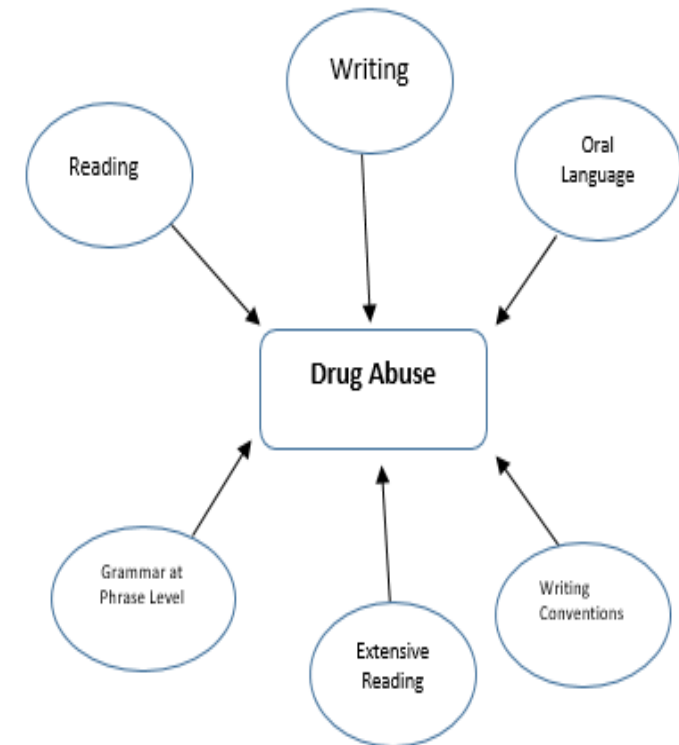 Writing
Reading
Oral
Language
Drug Abuse
Grammar at
Phrase Level
Writing
Conventions
Extensive
Reading